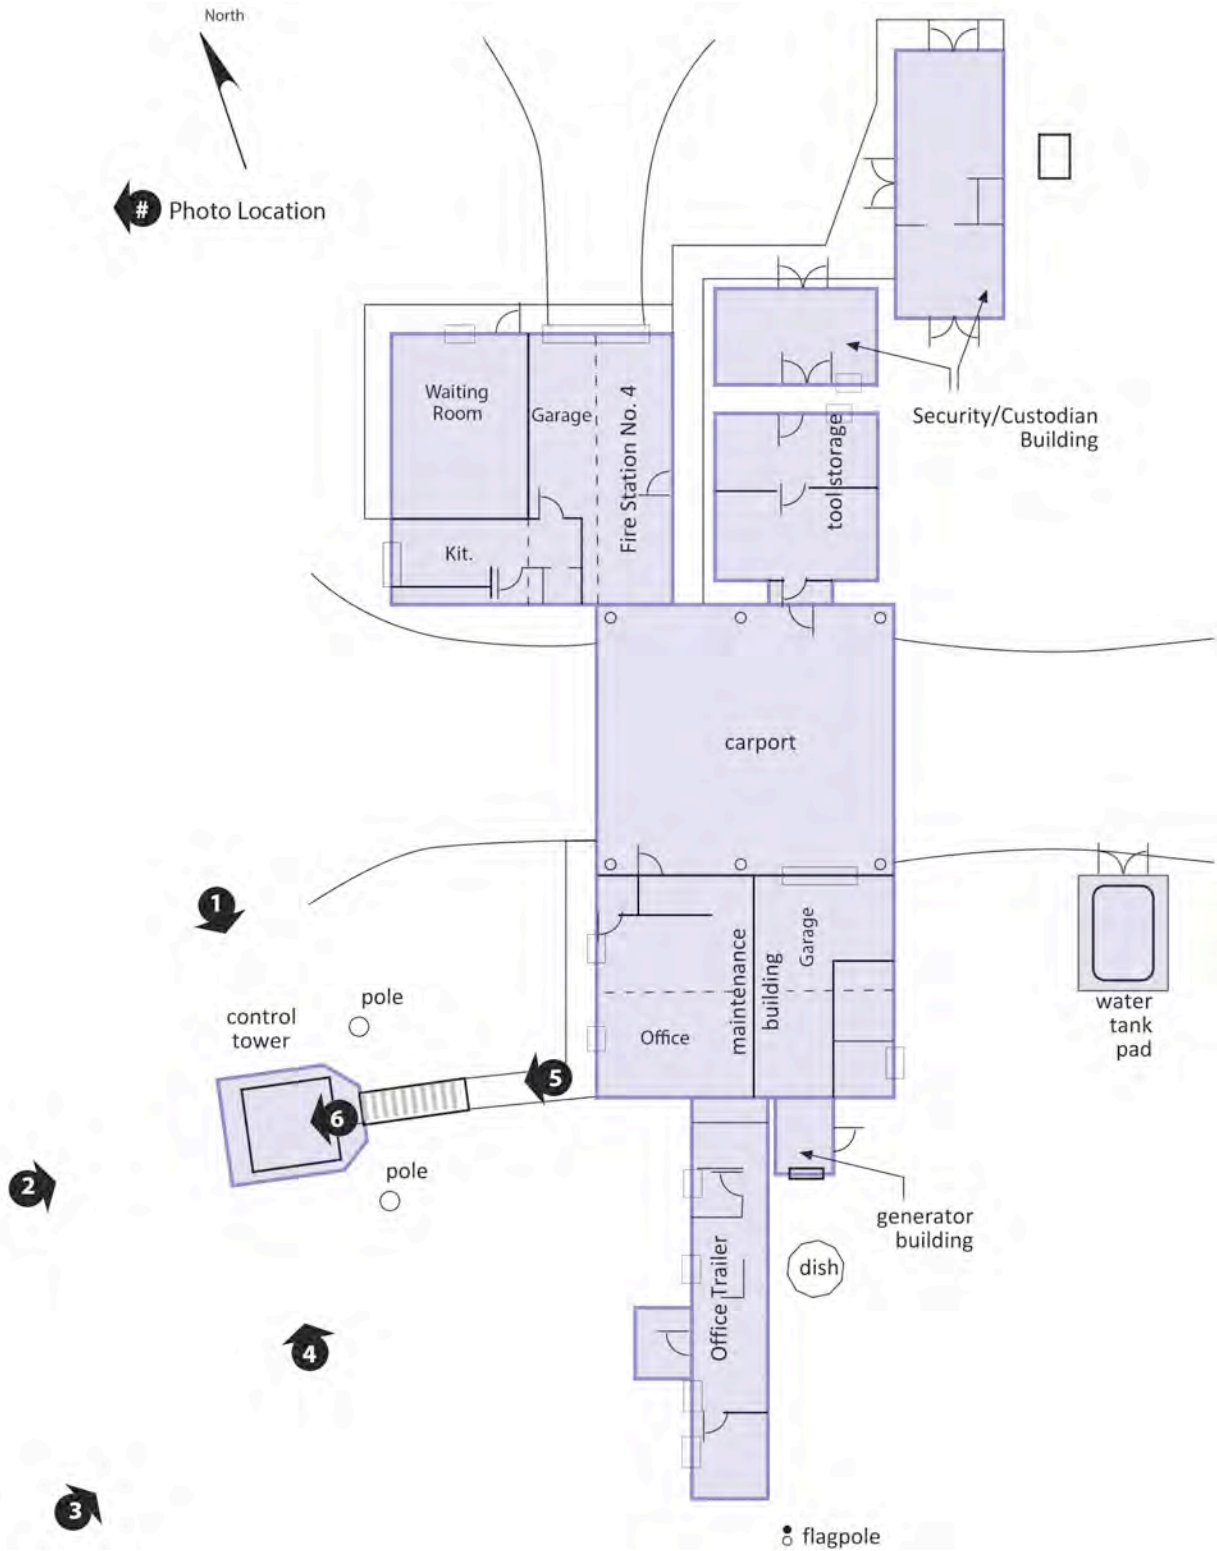 North
# Photo Location
Waiting
Room
Garage
Fire Station No. 4
Kit.
tool storage
Security/Custodian
Building
carport
1
pole
control
tower
maintenance
building
Garage
Office
water
tank
pad
5
6
2
pole
generator
building
Office Trailer
dish
4
3
flagpole